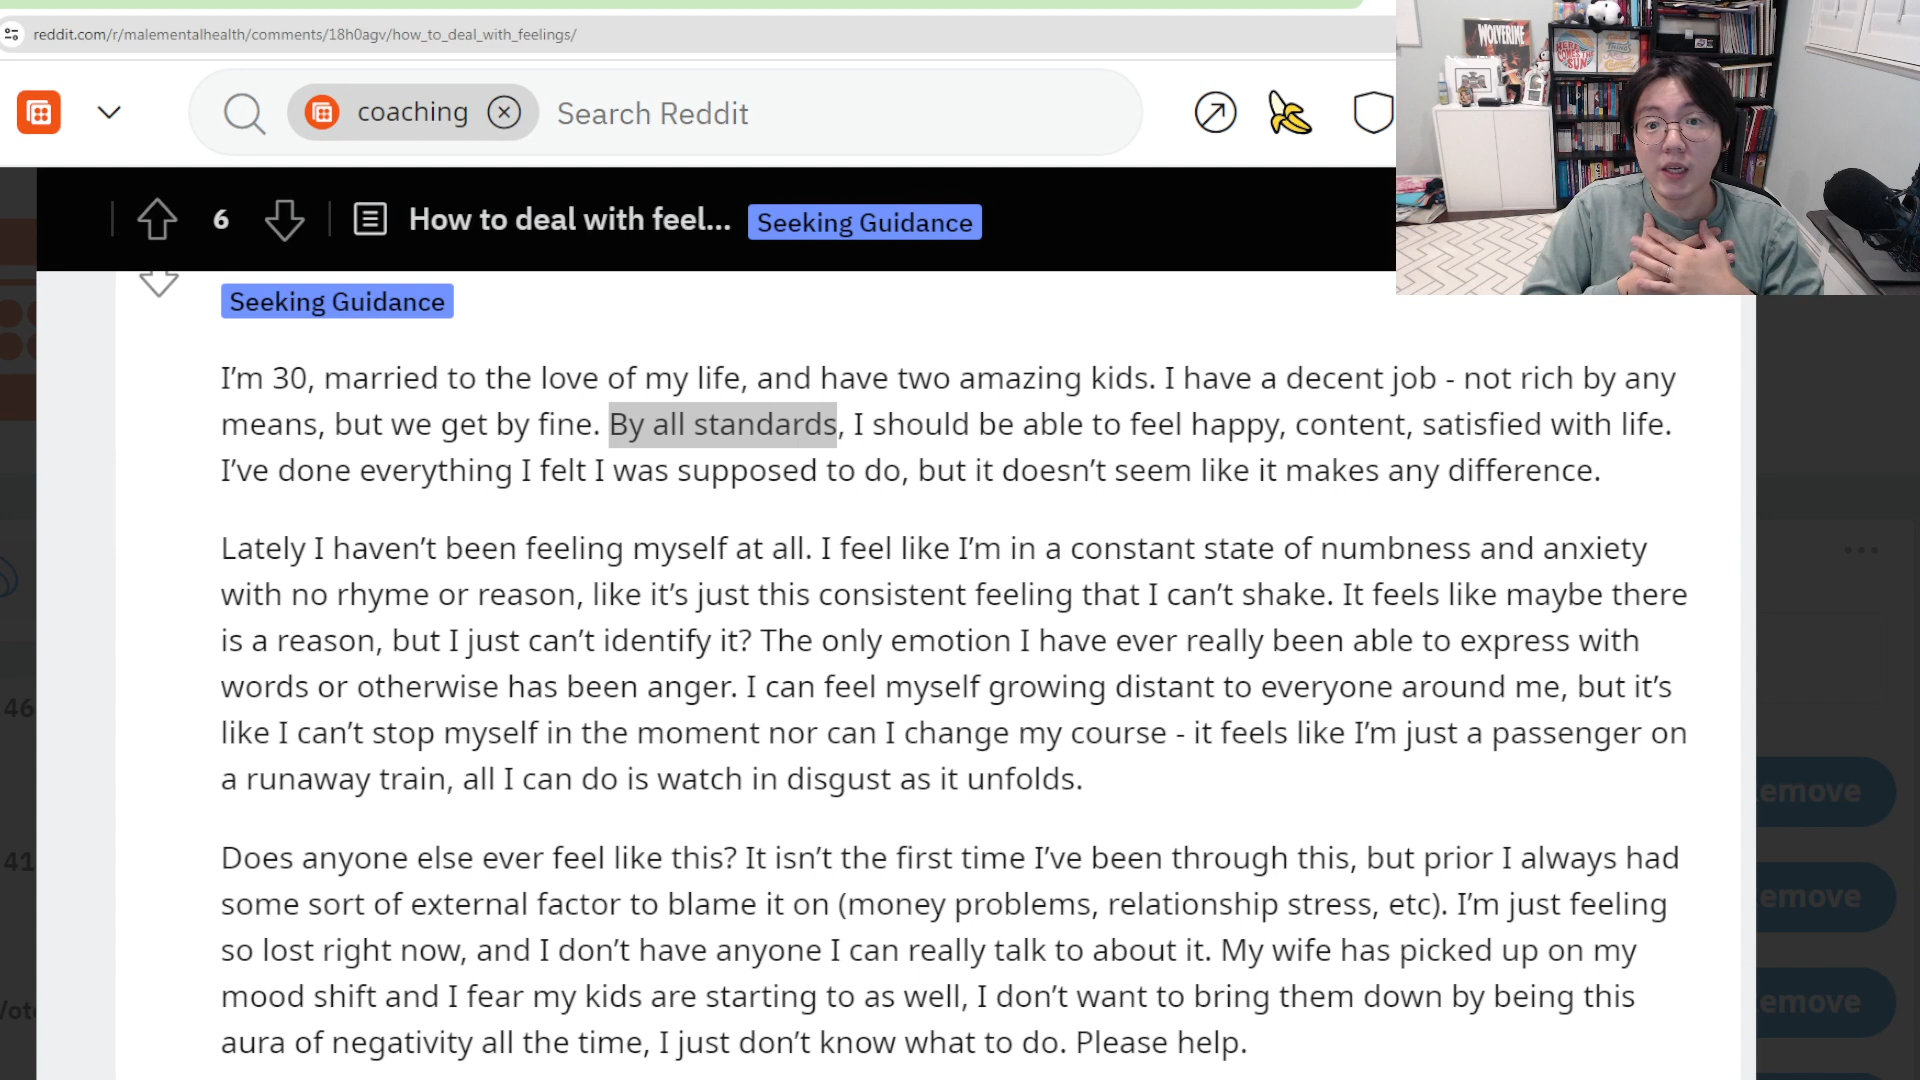 reddit.com/r/malementalhealth/comments/18h0agv/how_to_deal_with_feelings/
coaching Search Reddit
WOLVERINE
HERE COMES THE SUN
6 How to deal with feel... Seeking Guidance
Seeking Guidance
I'm 30, married to the love of my life, and have two amazing kids. I have a decent job - not rich by any
means, but we get by fine. By all standards, I should be able to feel happy, content, satisfied with life.
I've done everything I felt I was supposed to do, but it doesn't seem like it makes any difference.
Lately I haven't been feeling myself at all. I feel like I'm in a constant state of numbness and anxiety
with no rhyme or reason, like it's just this consistent feeling that I can't shake. It feels like maybe there
is a reason, but I just can't identify it? The only emotion I have ever really been able to express with
words or otherwise has been anger. I can feel myself growing distant to everyone around me, but it's
like I can't stop myself in the moment nor can I change my course - it feels like I'm just a passenger on
a runaway train, all I can do is watch in disgust as it unfolds.
Does anyone else ever feel like this? It isn't the first time I've been through this, but prior I always had
some sort of external factor to blame it on (money problems, relationship stress, etc). I'm just feeling
so lost right now, and I don't have anyone I can really talk to about it. My wife has picked up on my
mood shift and I fear my kids are starting to as well, I don't want to bring them down by being this
aura of negativity all the time, I just don't know what to do. Please help.
46
41
/ot
emove
emove
emove